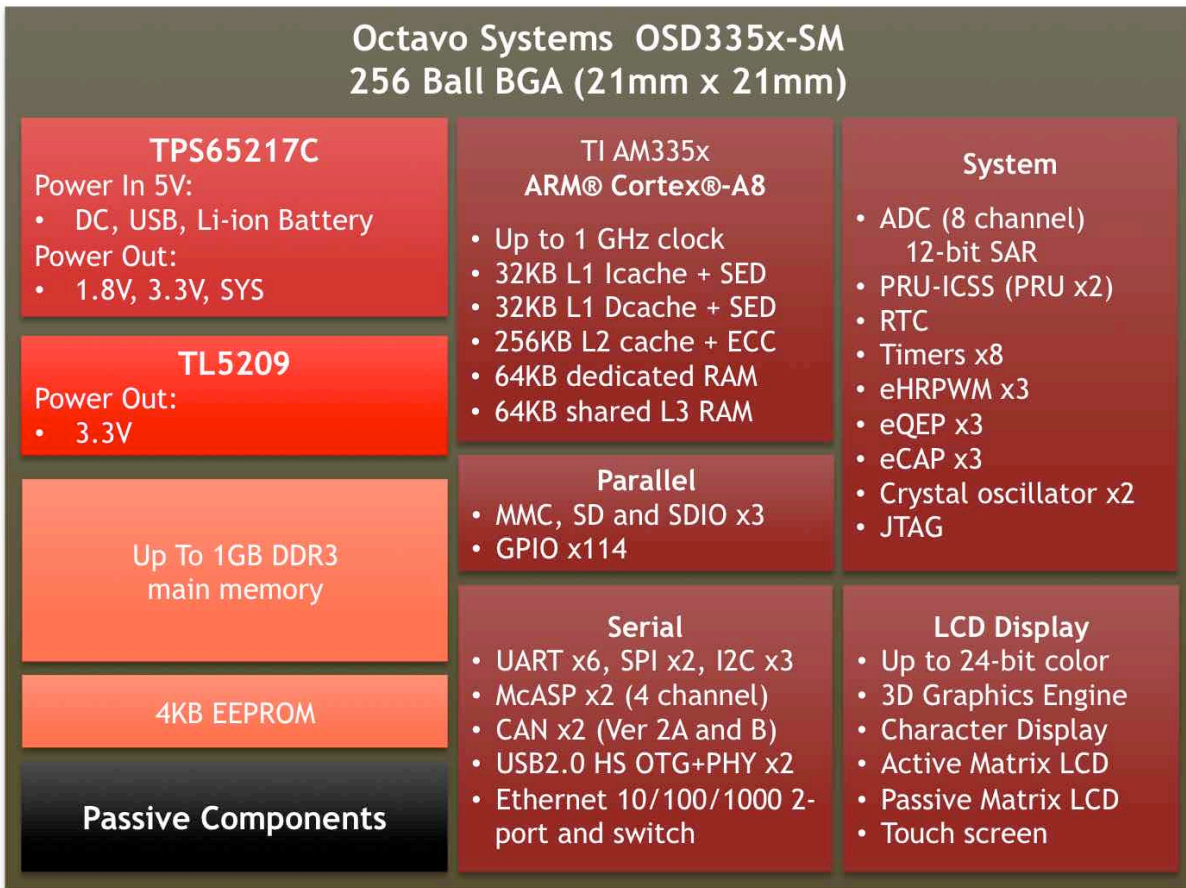 Octavo Systems OSD335x-SM
256 Ball BGA (21mm x 21mm)
TPS65217C
Power In 5V:
• DC, USB, Li-ion Battery
Power Out:
• 1.8V, 3.3V, SYS
TL5209
Power Out:
• 3.3V
Up To 1GB DDR3
main memory
4KB EEPROM
Passive Components
TI AM335x
ARM® Cortex®-A8
• Up to 1 GHz clock
• 32KB L1 Icache + SED
• 32KB L1 Dcache + SED
• 256KB L2 cache + ECC
• 64KB dedicated RAM
• 64KB shared L3 RAM
Parallel
• MMC, SD and SDIO x3
• GPIO x114
Serial
• UART x6, SPI x2, I2C x3
• McASP x2 (4 channel)
• CAN x2 (Ver 2A and B)
• USB2.0 HS OTG+PHY x2
• Ethernet 10/100/1000 2-
port and switch
System
• ADC (8 channel)
12-bit SAR
• PRU-ICSS (PRU x2)
• RTC
• Timers x8
• eHRPWM x3
• eQEP x3
• eCAP x3
• Crystal oscillator x2
• JTAG
LCD Display
• Up to 24-bit color
• 3D Graphics Engine
• Character Display
• Active Matrix LCD
• Passive Matrix LCD
• Touch screen